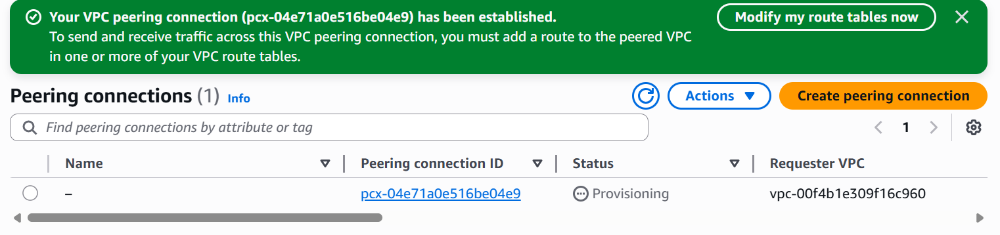 Your VPC peering connection (pcx-04e71a0e516be04e9) has been established.
Modify my route tables now
To send and receive traffic across this VPC peering connection, you must add a route to the peered VPC
in one or more of your VPC route tables.
Peering connections (1) Info
Actions
Create peering connection
Find peering connections by attribute or tag
1
Name Peering connection ID Status Requester VPC
– pcx-04e71a0e516be04e9 Provisioning vpc-00f4b1e309f16c960